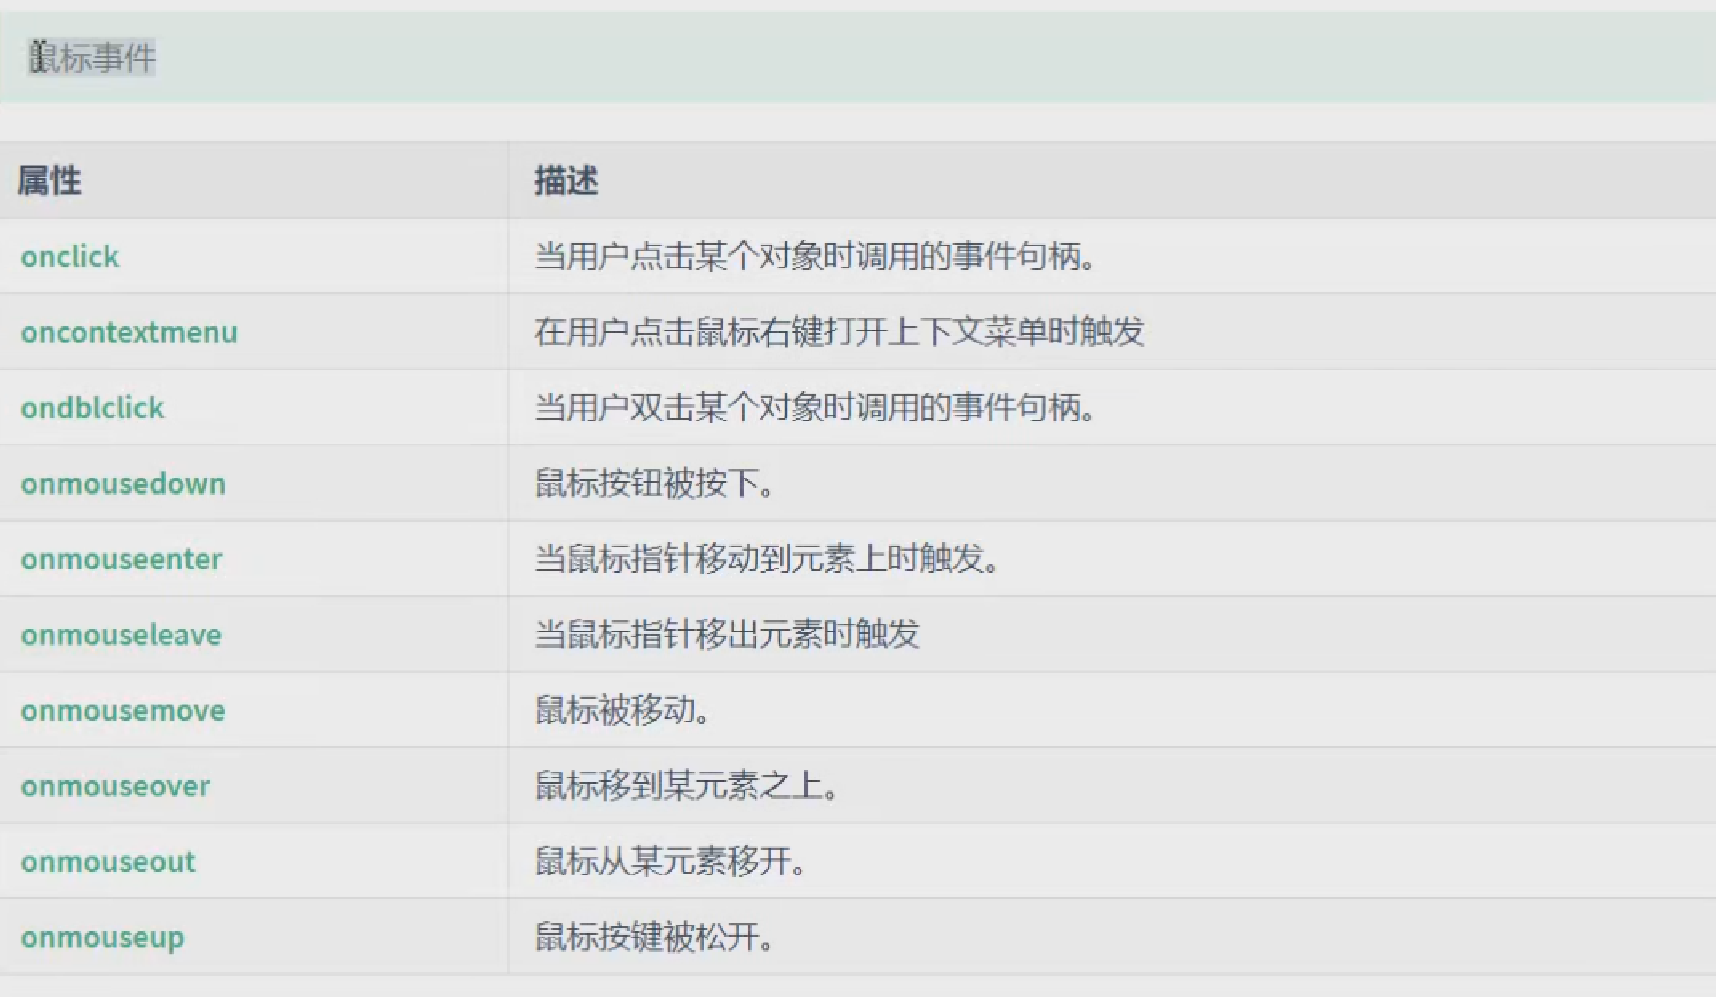 鼠标事件
属性 描述
onclick 当用户点击某个对象时调用的事件句柄。
oncontextmenu 在用户点击鼠标右键打开上下文菜单时触发
ondblclick 当用户双击某个对象时调用的事件句柄。
onmousedown 鼠标按钮被按下。
onmouseenter 当鼠标指针移动到元素上时触发。
onmouseleave 当鼠标指针移出元素时触发
onmousemove 鼠标被移动。
onmouseover 鼠标移到某元素之上。
onmouseout 鼠标从某元素移开。
onmouseup 鼠标按键被松开。